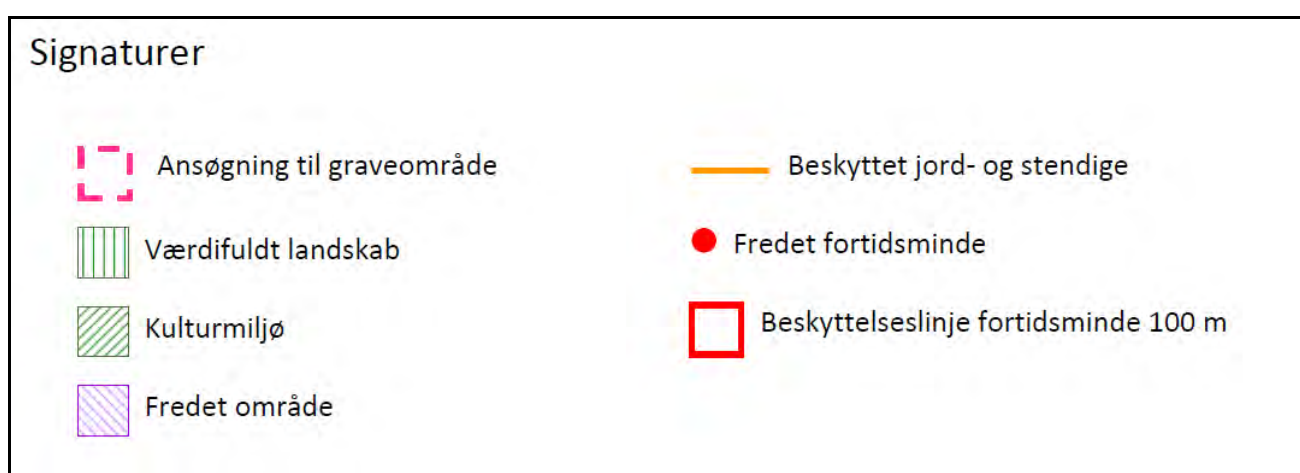 Signaturer
Ansøgning til graveområde
Værdifuldt landskab
Kulturmiljø
Fredet område
Beskyttet jord- og stendige
Fredet fortidsminde
Beskyttelseslinje fortidsminde 100 m